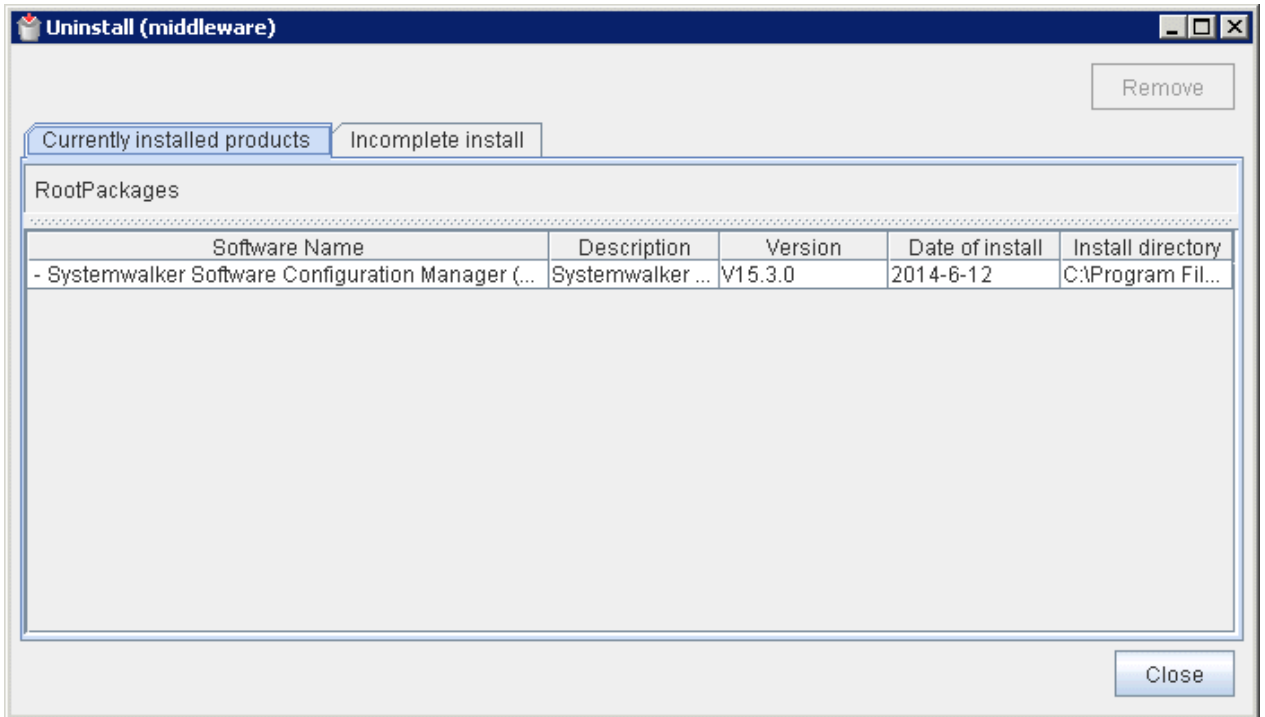 Uninstall (middleware)
Remove
Currently installed products Incomplete install
RootPackages
Software Name Description Version Date of install Install directory
- Systemwalker Software Configuration Manager (... Systemwalker ... V15.3.0 2014-6-12 C:\Program Fil...
Close